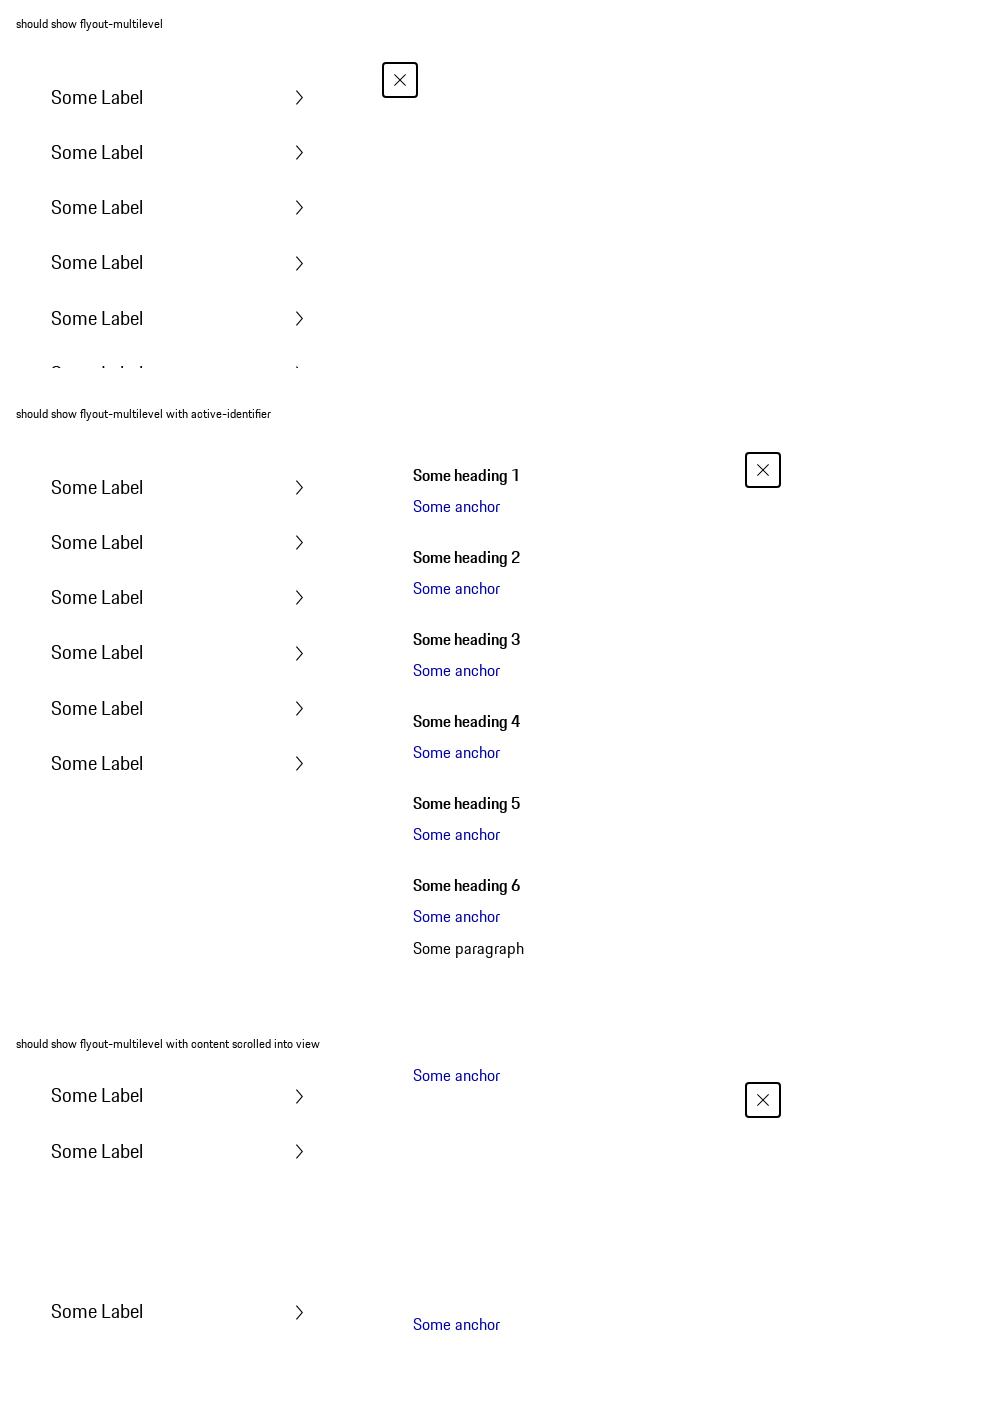 should show flyout-multilevel
Some Label
Some Label
Some Label
Some Label
Some Label
should show flyout-multilevel with active-identifier
Some Label
Some Label
Some Label
Some Label
Some Label
Some Label
Some heading 1
Some anchor
Some heading 2
Some anchor
Some heading 3
Some anchor
Some heading 4
Some anchor
Some heading 5
Some anchor
Some heading 6
Some anchor
Some paragraph
should show flyout-multilevel with content scrolled into view
Some Label
Some Label
Some Label
Some anchor
Some anchor